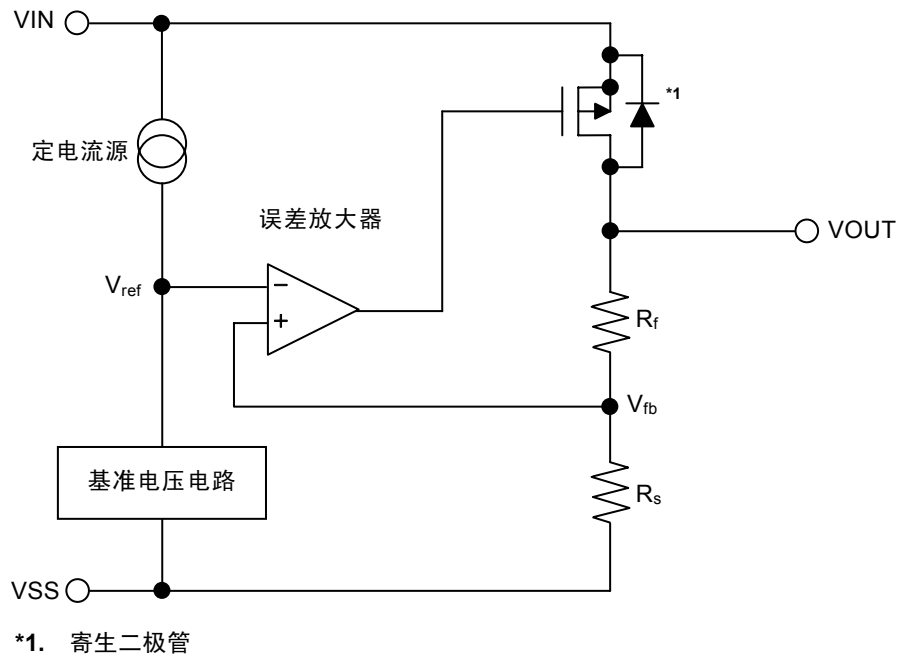 VIN
*1
定电流源
误差放大器
VOUT
Vref
−
+
Rf
Vfb
基准电压电路
Rs
VSS
*1. 寄生二极管